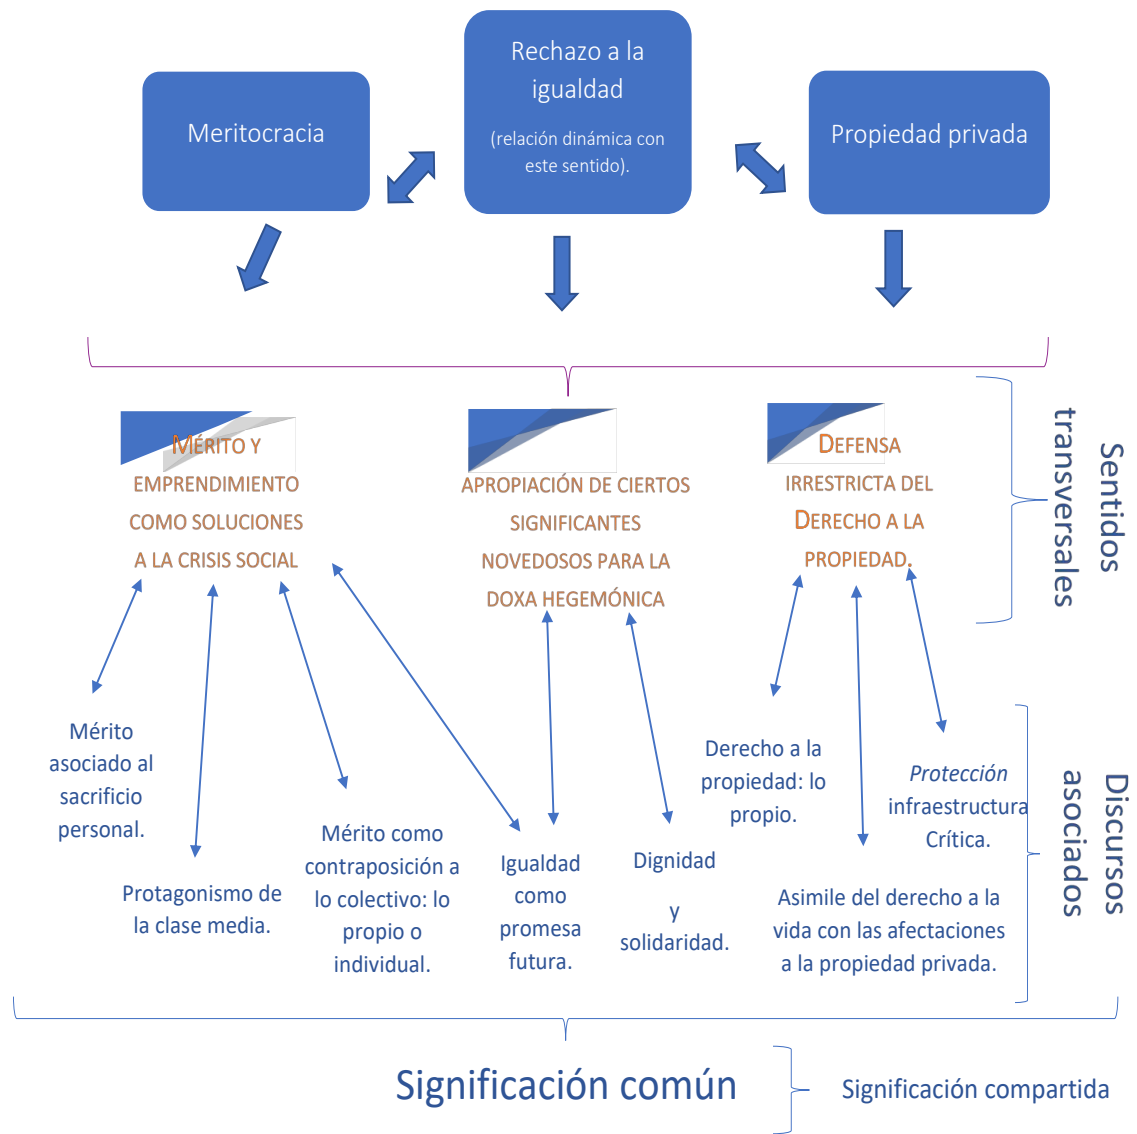 Rechazo a la
igualdad
(relación dinámica con
este sentido).
Meritocracia
Propiedad privada
MÉRITO Y
EMPRENDIMIENTO
COMO SOLUCIONES
A LA CRISIS SOCIAL
APROPIACIÓN DE CIERTOS
SIGNIFICANTES
NOVEDOSOS PARA LA
DOXA HEGEMÓNICA
DEFENSA
IRRESTRICTA DEL
DERECHO A LA
PROPIEDAD.
Sentidos
transversales
Mérito
asociado al
sacrificio
personal.
Protagonismo de
la clase media.
Mérito como
contraposición a
lo colectivo: lo
propio o
individual.
Igualdad
como
promesa
futura.
Dignidad
y
solidaridad.
Derecho a la
propiedad: lo
propio.
Asimile del derecho a la
vida con las afectaciones
a la propiedad privada.
Protección
infraestructura
Crítica.
Discursos
asociados
Significación común
Significación compartida